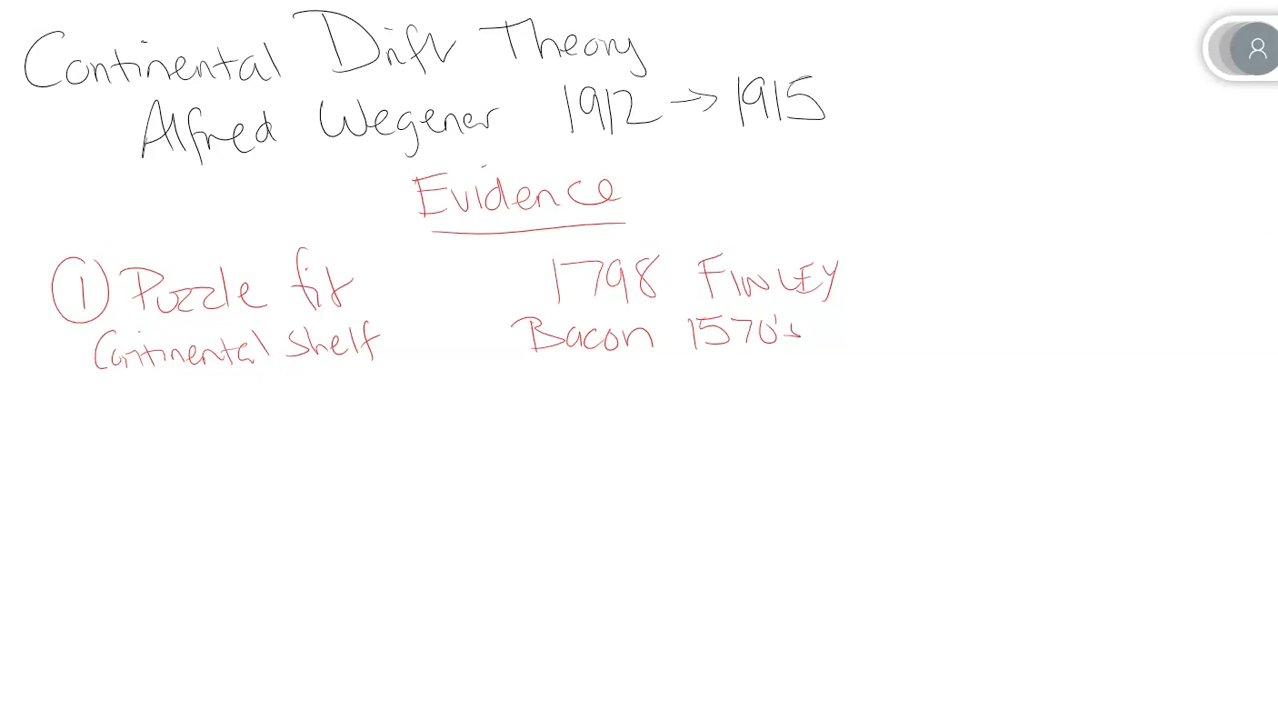 Continental Drift Theory
Alfred Wegener 1912 → 1915
Evidence
① Puzzle fit 1798 FINLEY
Continental shelf Bacon 1570's